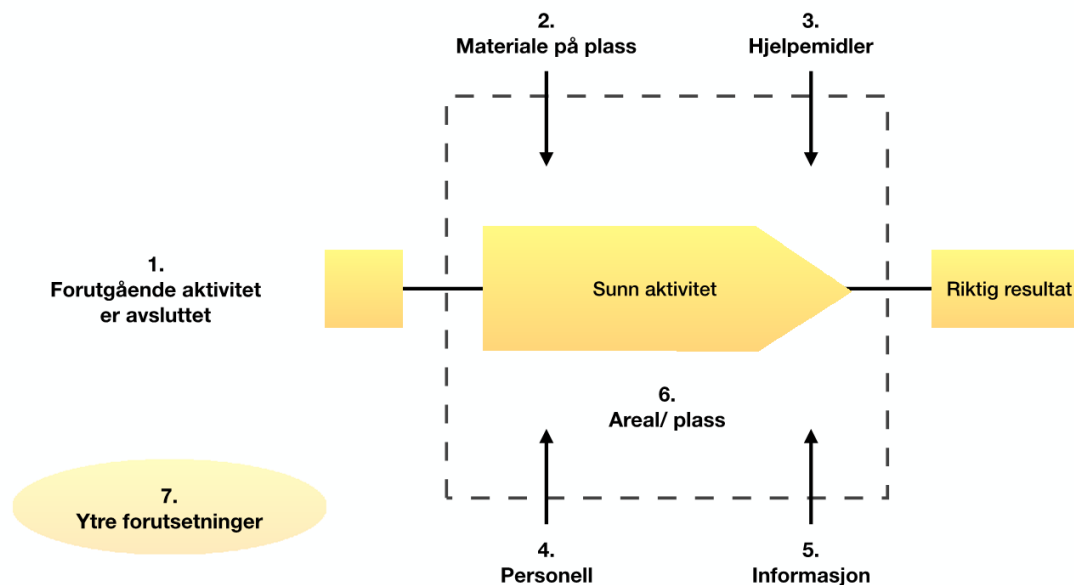 2.
Materiale på plass
3.
Hjelpemidler
1.
Forutgående aktivitet
er avsluttet
Sunn aktivitet
Riktig resultat
6.
Areal/ plass
7.
Ytre forutsetninger
4.
Personell
5.
Informasjon